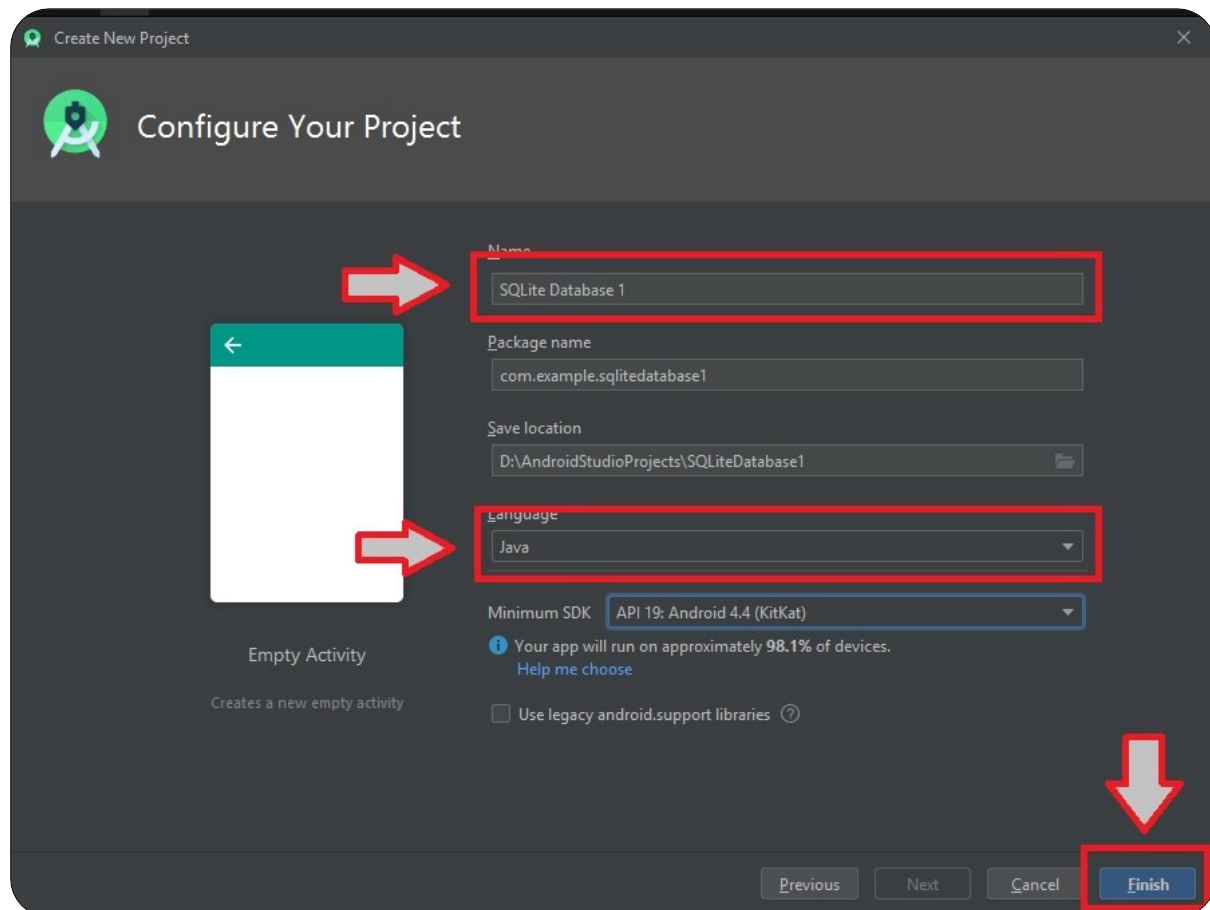 Create New Project
Configure Your Project
Name
SQLite Database 1
Package name
com.example.sqlitedatabase1
Save location
D:\AndroidStudioProjects\SQLiteDatabase1
Language
Java
Minimum SDK API 19: Android 4.4 (KitKat)
Your app will run on approximately 98.1% of devices.
Help me choose
Use legacy android.support libraries
Empty Activity
Creates a new empty activity
Previous Next Cancel Finish